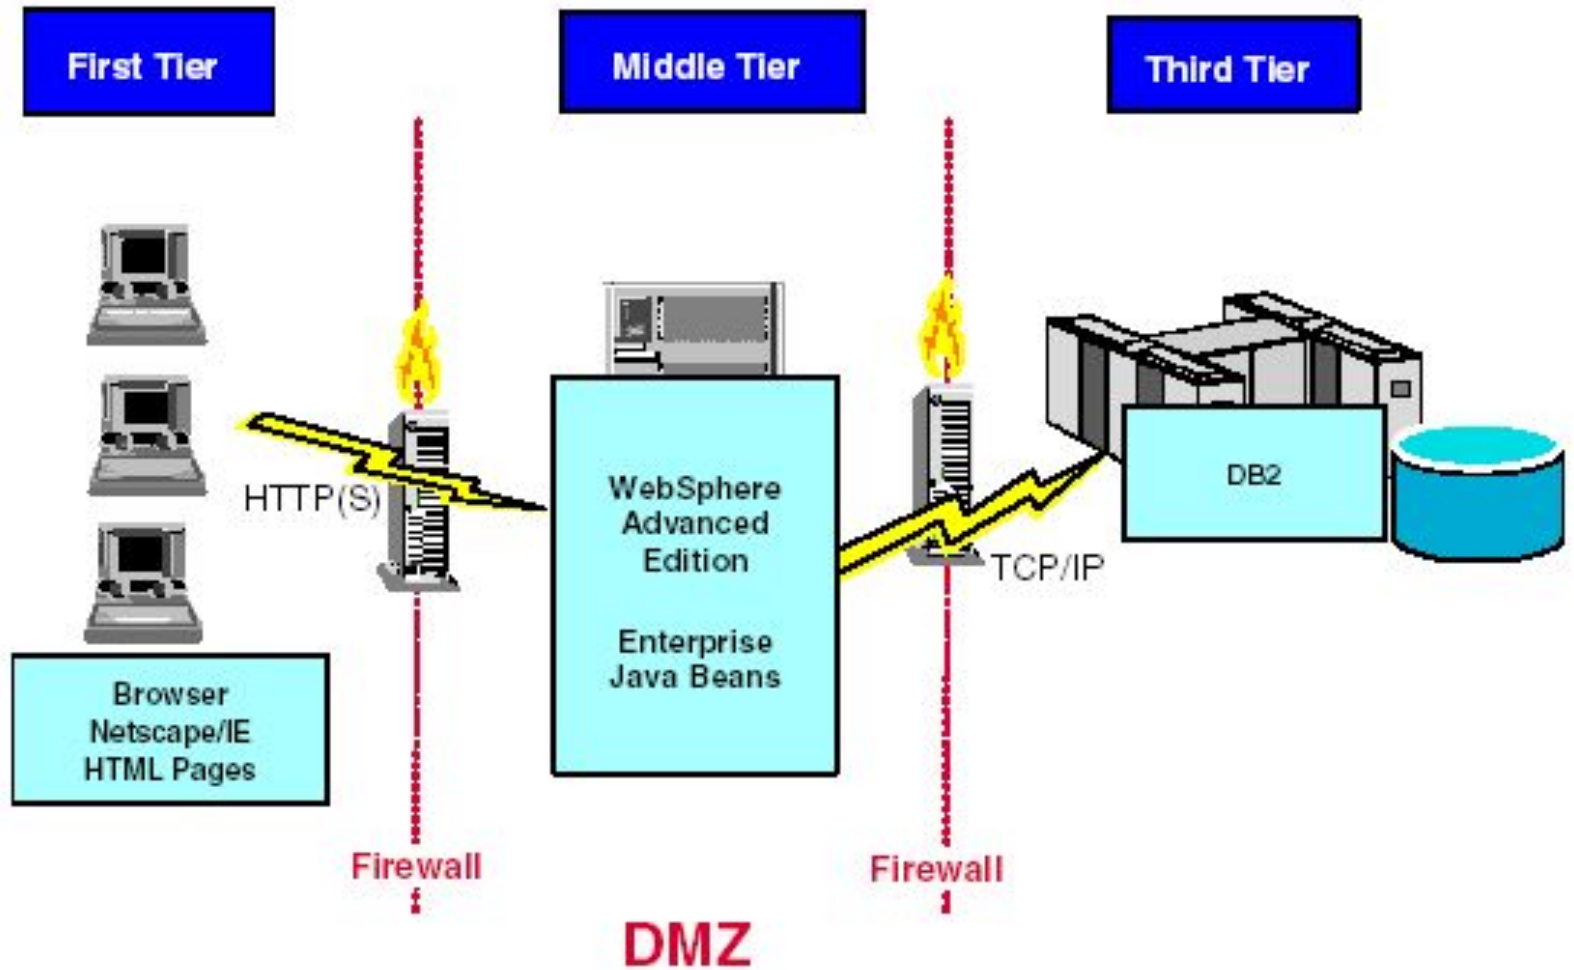 First Tier
Middle Tier
Third Tier
HTTP(S)
WebSphere
Advanced
Edition
Enterprise
Java Beans
TCP/IP
DB2
Browser
Netscape/IE
HTML Pages
Firewall
Firewall
DMZ